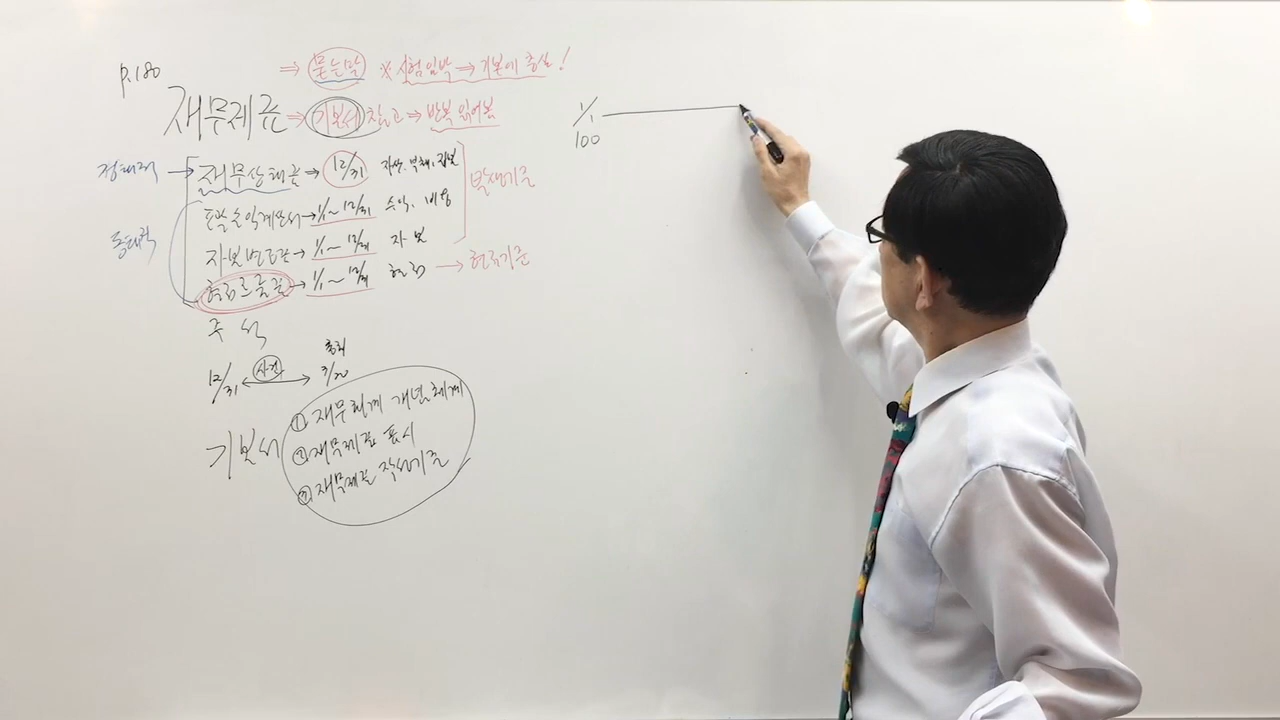 p.180
⇒ 묻는말 ※ 시험임박 ⇒ 기본에 충실!
재무제표 ⇒ 기본서 참고 ⇒ 반복 읽어봄
정태적 → 재무상태표 → 12/31 자산, 부채, 자본
발생기준
동태적
포괄손익계산서 → 1/1 ~ 12/31 수익, 비용
자본변동표 → 1/1 ~ 12/31 자본
현금흐름표 → 1/1 ~ 12/31 현금 → 현금기준
주석
12/31 ↔ 사건 3/20
기본서
① 재무회계 개념체계
② 재무제표 표시
③ 재무제표 작성기준
1/1
100